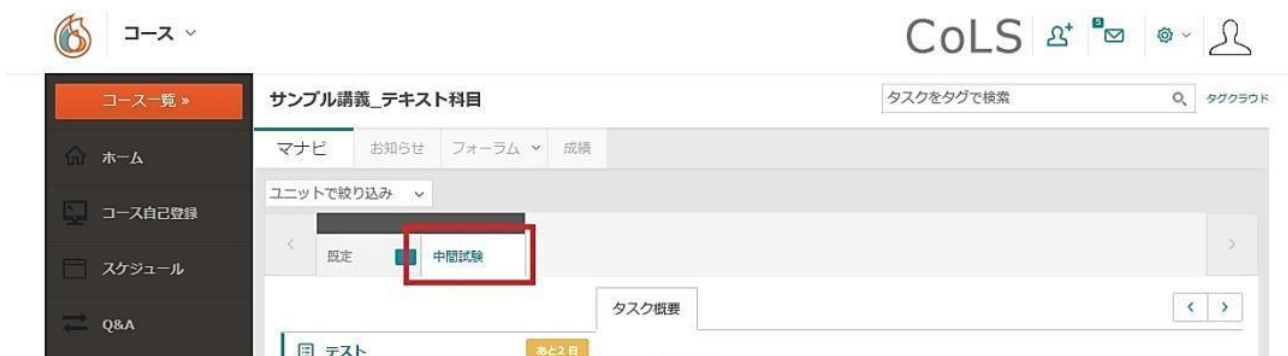 コース
CoLS
5
コース一覧 »
サンプル講義_テキスト科目
タスクをタグで検索
タグクラウド
ホーム
マナビ お知らせ フォーラム 成績
ユニットで絞り込み
コース自己登録
既定 中間試験
スケジュール
タスク概要
Q&A
テスト あと2日